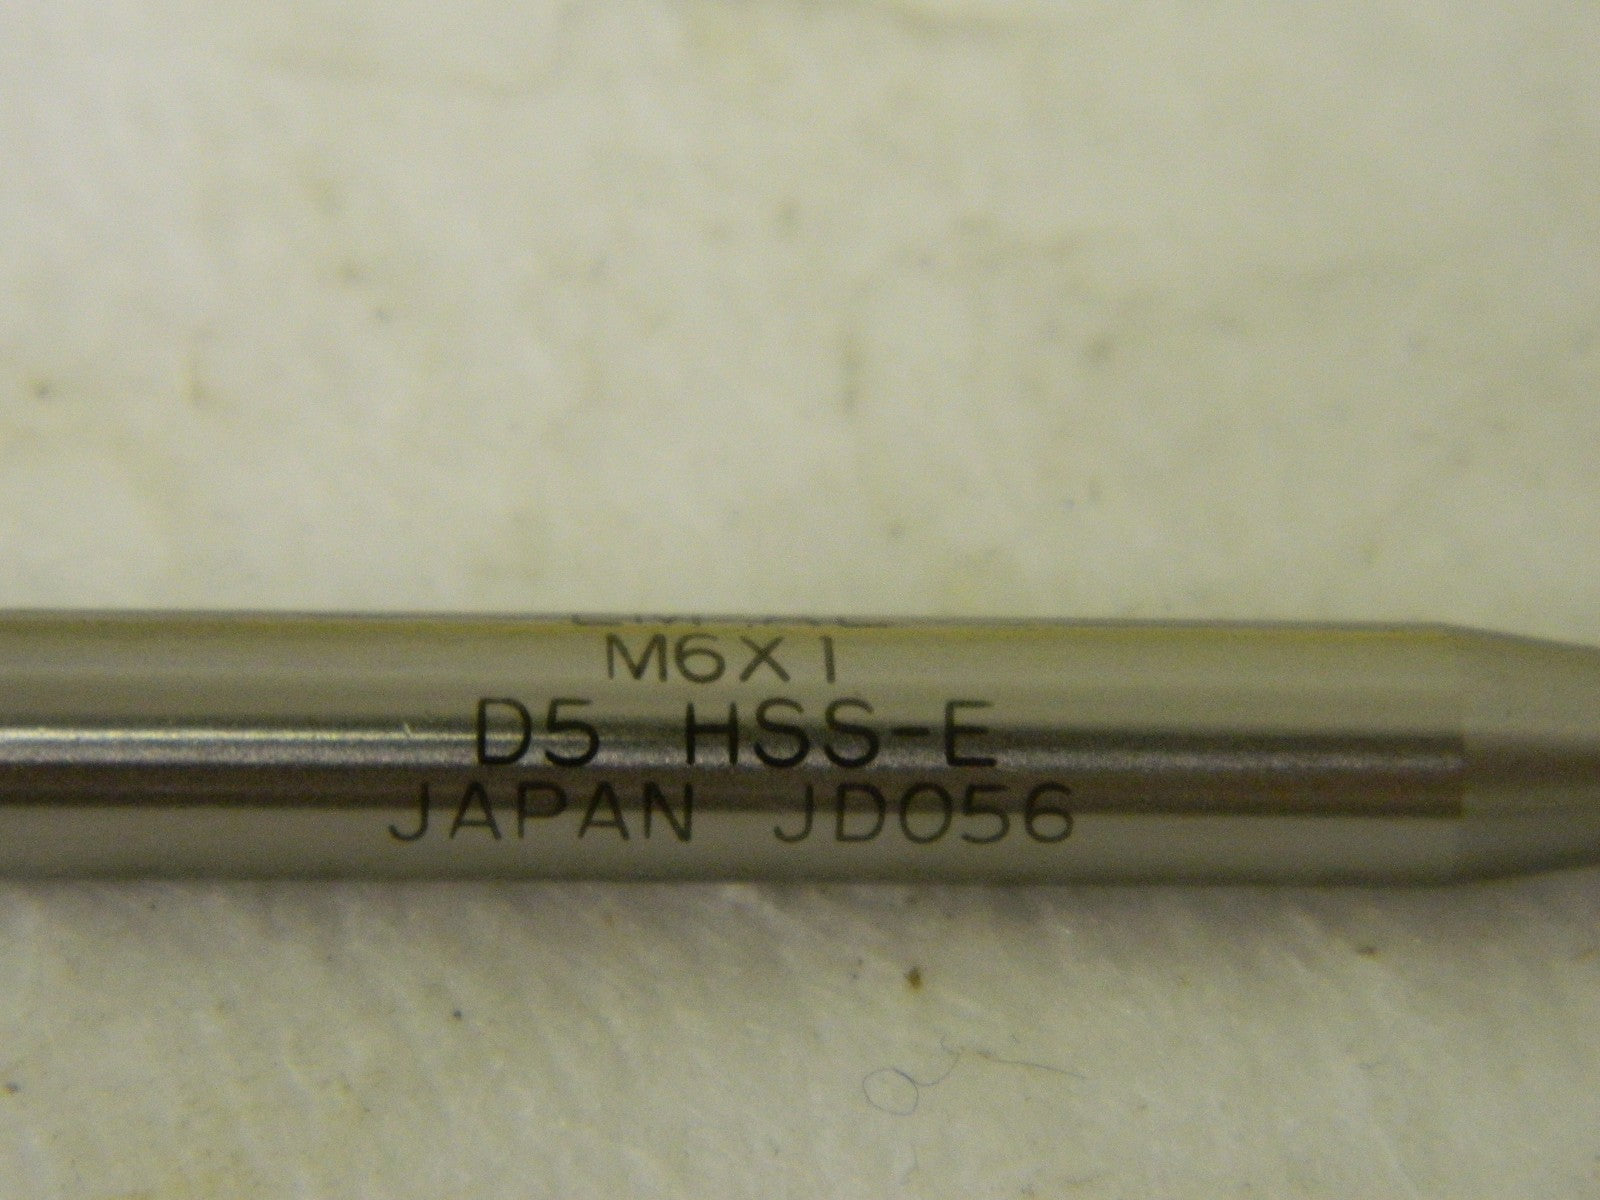 M6X1
D5 HSS-E
JAPAN JD056